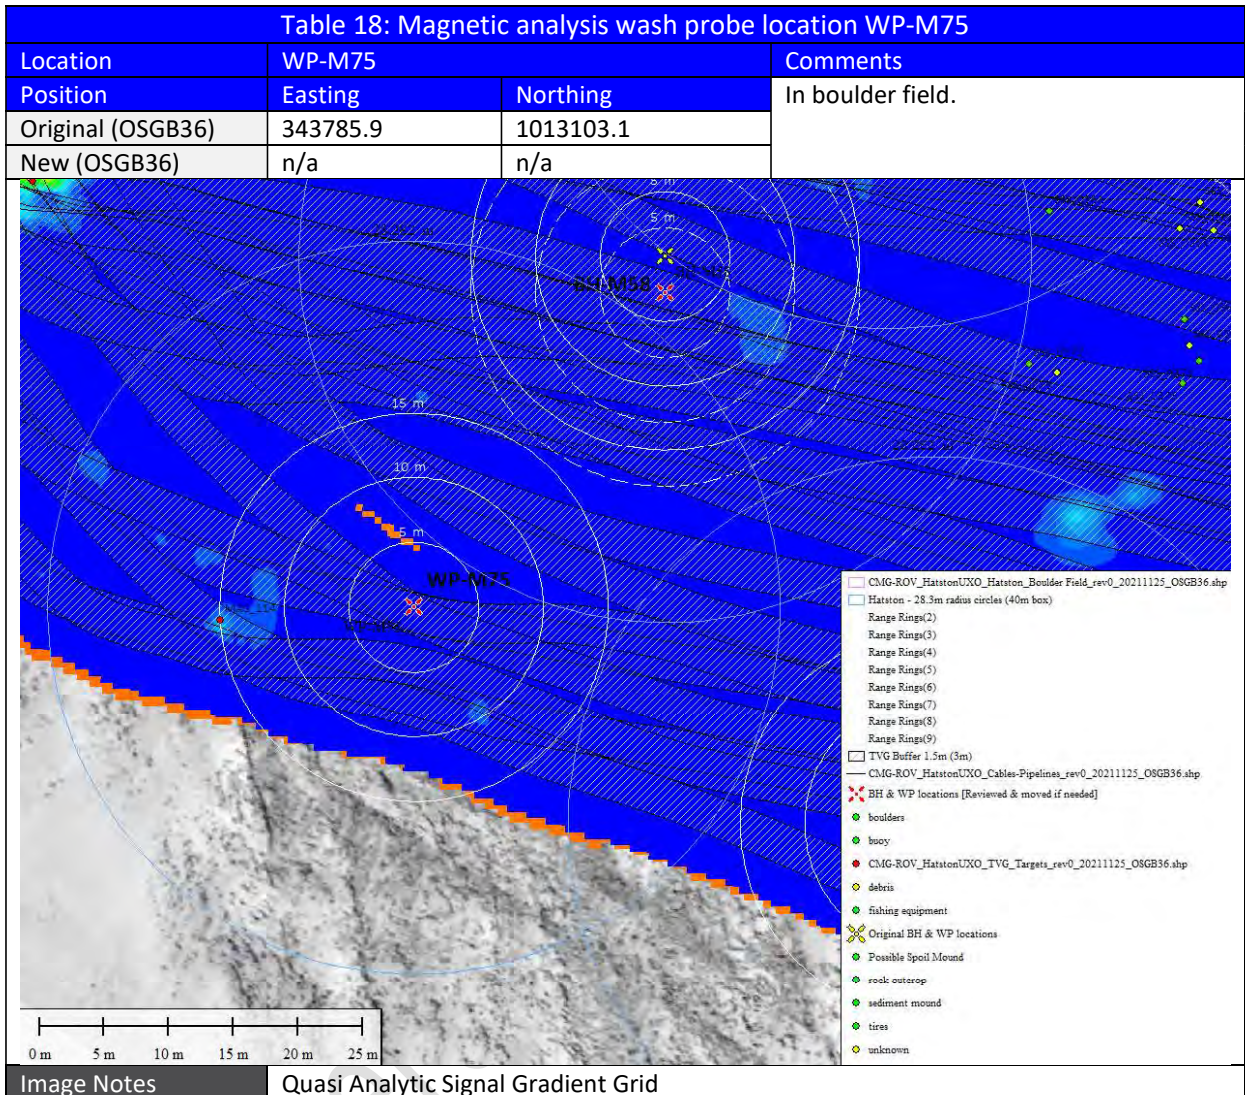 Table 18: Magnetic analysis wash probe location WP-M75
Location WP-M75 Comments
Position Easting Northing In boulder field.
Original (OSGB36) 343785.9 1013103.1
New (OSGB36) n/a n/a
5 m
5 m
BH-M58
15 m
10 m
5 m
WP-M75
CMG-ROV_HatstonUXO_Hatston_Boulder Field_rev0_20211125_OSGB36.shp
Hatston - 28.3m radius circles (40m box)
Range Rings(2)
Range Rings(3)
Range Rings(4)
Range Rings(5)
Range Rings(6)
Range Rings(7)
Range Rings(8)
Range Rings(9)
TVG Buffer 1.5m (3m)
CMG-ROV_HatstonUXO_Cables-Pipelines_rev0_20211125_OSGB36.shp
BH & WP locations [Reviewed & moved if needed]
boulders
buoy
CMG-ROV_HatstonUXO_TVG_Targets_rev0_20211125_OSGB36.shp
debris
fishing equipment
Original BH & WP locations
Possible Spoil Mound
rock outcrop
sediment mound
tires
unknown
0 m 5 m 10 m 15 m 20 m 25 m
Image Notes Quasi Analytic Signal Gradient Grid